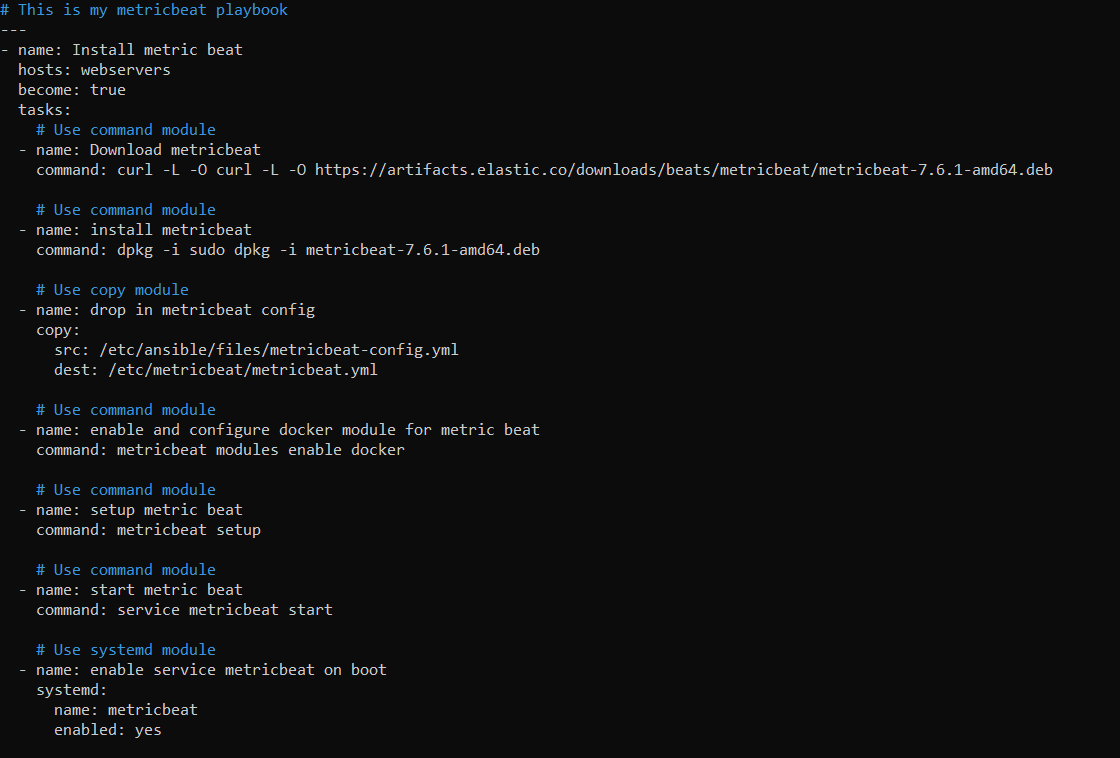 # This is my metricbeat playbook
---
- name: Install metric beat
  hosts: webservers
  become: true
  tasks:
    # Use command module
  - name: Download metricbeat
    command: curl -L -O curl -L -O https://artifacts.elastic.co/downloads/beats/metricbeat/metricbeat-7.6.1-amd64.deb

    # Use command module
  - name: install metricbeat
    command: dpkg -i sudo dpkg -i metricbeat-7.6.1-amd64.deb

    # Use copy module
  - name: drop in metricbeat config
    copy:
      src: /etc/ansible/files/metricbeat-config.yml
      dest: /etc/metricbeat/metricbeat.yml

    # Use command module
  - name: enable and configure docker module for metric beat
    command: metricbeat modules enable docker

    # Use command module
  - name: setup metric beat
    command: metricbeat setup

    # Use command module
  - name: start metric beat
    command: service metricbeat start

    # Use systemd module
  - name: enable service metricbeat on boot
    systemd:
      name: metricbeat
      enabled: yes